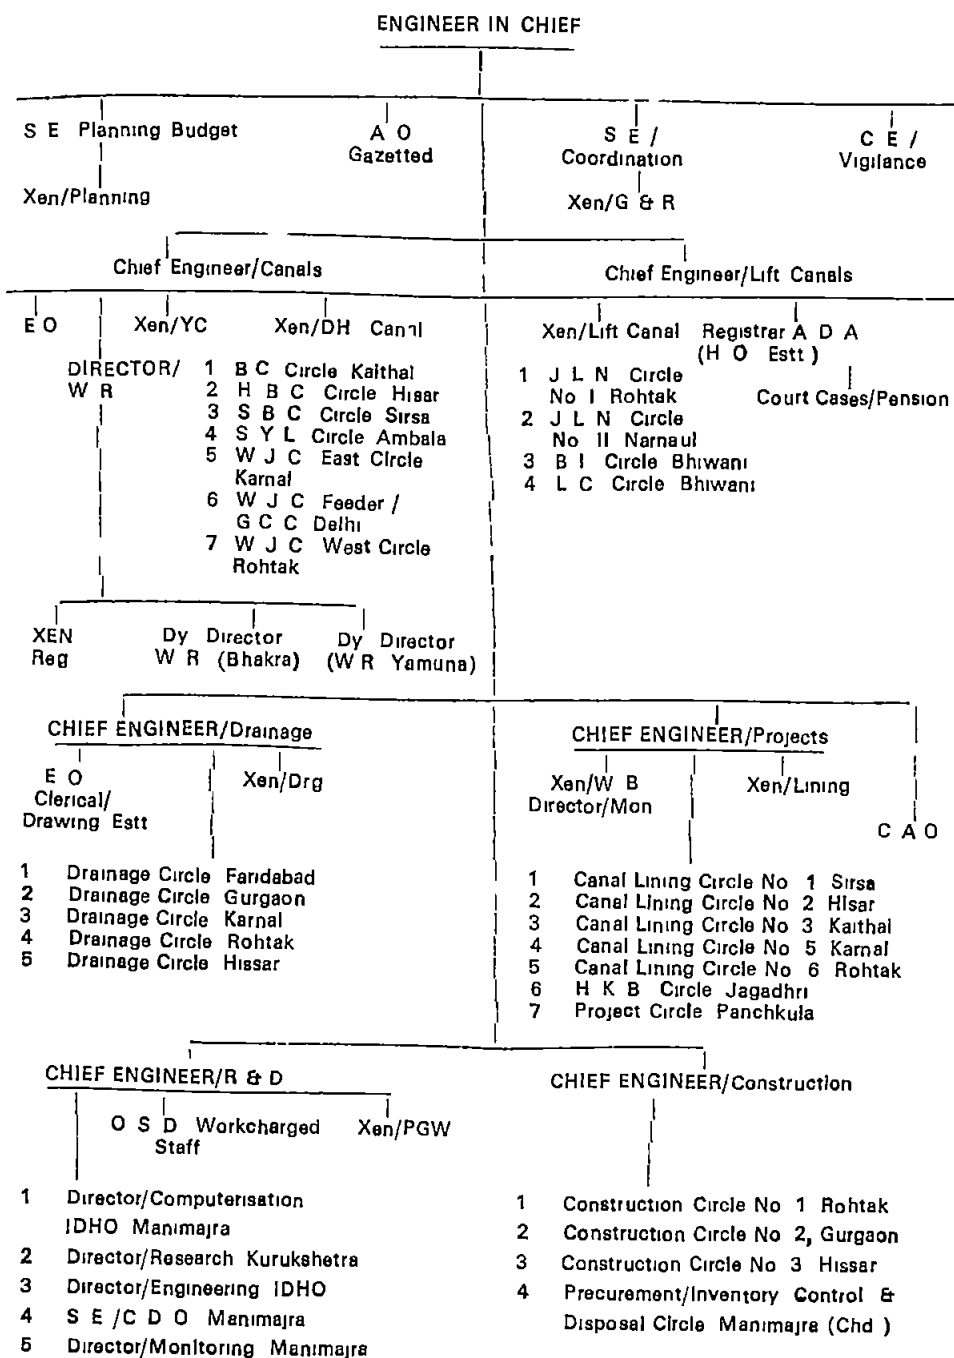 ENGINEER IN CHIEF
S E Planning Budget
A O
Gazetted
S E /
Coordination
C E /
Vigilance
Xen/Planning
Xen/G & R
Chief Engineer/Canals
Chief Engineer/Lift Canals
E O
Xen/YC
Xen/DH Canal
Xen/Lift Canal
Registrar A D A
(H O Estt )
Court Cases/Pension
DIRECTOR/
W R
1 B C Circle Kaithal
2 H B C Circle Hisar
3 S B C Circle Sirsa
4 S Y L Circle Ambala
5 W J C East Circle
Karnal
6 W J C Feeder /
G C C Delhi
7 W J C West Circle
Rohtak
1 J L N Circle
No I Rohtak
2 J L N Circle
No II Narnaul
3 B I Circle Bhiwani
4 L C Circle Bhiwani
XEN
Reg
Dy Director
W R (Bhakra)
Dy Director
(W R Yamuna)
CHIEF ENGINEER/Drainage
CHIEF ENGINEER/Projects
E O
Clerical/
Drawing Estt
Xen/Drg
Xen/W B
Director/Mon
Xen/Lining
C A O
1 Drainage Circle Faridabad
2 Drainage Circle Gurgaon
3 Drainage Circle Karnal
4 Drainage Circle Rohtak
5 Drainage Circle Hissar
1 Canal Lining Circle No 1 Sirsa
2 Canal Lining Circle No 2 Hisar
3 Canal Lining Circle No 3 Kaithal
4 Canal Lining Circle No 5 Karnal
5 Canal Lining Circle No 6 Rohtak
6 H K B Circle Jagadhri
7 Project Circle Panchkula
CHIEF ENGINEER/R & D
CHIEF ENGINEER/Construction
O S D Workcharged
Staff
Xen/PGW
1 Director/Computerisation
IDHO Manimajra
2 Director/Research Kurukshetra
3 Director/Engineering IDHO
4 S E /C D O Manimajra
5 Director/Monitoring Manimajra
1 Construction Circle No 1 Rohtak
2 Construction Circle No 2, Gurgaon
3 Construction Circle No 3 Hissar
4 Precurement/Inventory Control &
Disposal Circle Manimajra (Chd )